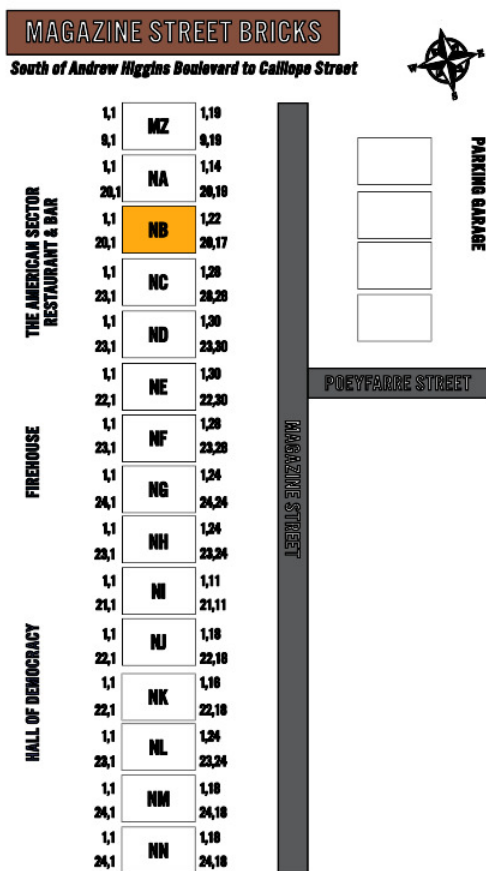 MAGAZINE STREET BRICKS
South of Andrew Higgins Boulevard to Calliope Street
N
E
S
W
1,1 MZ 1,19
9,1 9,19
1,1 NA 1,14
20,1 20,18
1,1 NB 1,22
20,1 20,17
1,1 NC 1,28
23,1 28,28
1,1 ND 1,30
23,1 23,30
1,1 NE 1,30
22,1 22,30
1,1 NF 1,28
23,1 23,28
1,1 NG 1,24
24,1 24,24
1,1 NH 1,24
23,1 23,24
1,1 NI 1,11
21,1 21,11
1,1 NJ 1,18
22,1 22,18
1,1 NK 1,18
22,1 22,18
1,1 NL 1,24
23,1 23,24
1,1 NM 1,18
24,1 24,18
1,1 NN 1,18
24,1 24,18
THE AMERICAN SECTOR
RESTAURANT & BAR
FIREHOUSE
HALL OF DEMOCRACY
MAGAZINE STREET
POEYFARRE STREET
PARKING GARAGE